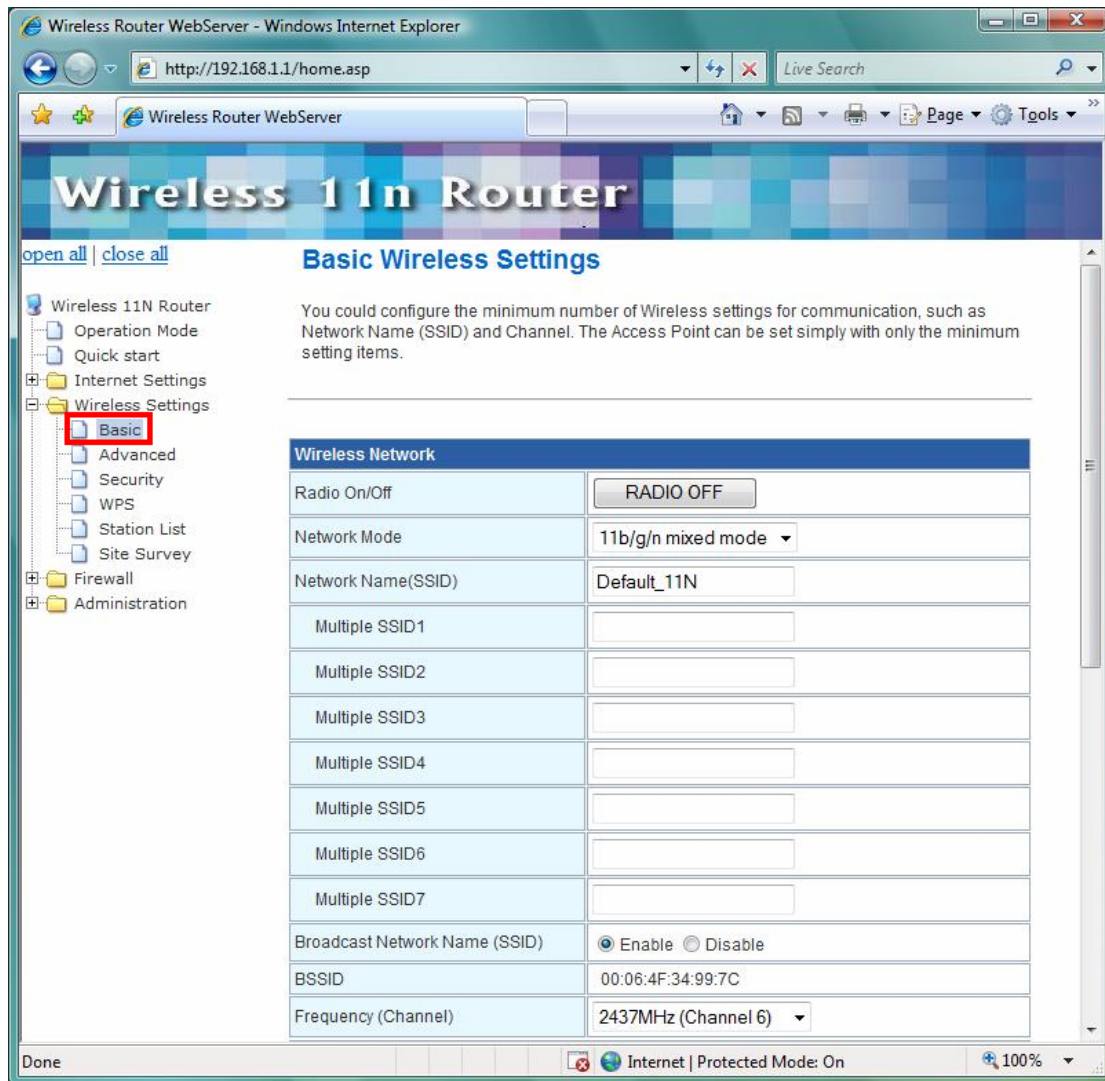 Wireless Router WebServer - Windows Internet Explorer
http://192.168.1.1/home.asp
Live Search
Wireless Router WebServer
Page
Tools
Wireless 11n Router
open all | close all
Wireless 11N Router
Operation Mode
Quick start
Internet Settings
Wireless Settings
Basic
Advanced
Security
WPS
Station List
Site Survey
Firewall
Administration
Basic Wireless Settings
You could configure the minimum number of Wireless settings for communication, such as
Network Name (SSID) and Channel. The Access Point can be set simply with only the minimum
setting items.
Wireless Network
Radio On/Off RADIO OFF
Network Mode 11b/g/n mixed mode
Network Name(SSID) Default_11N
Multiple SSID1
Multiple SSID2
Multiple SSID3
Multiple SSID4
Multiple SSID5
Multiple SSID6
Multiple SSID7
Broadcast Network Name (SSID) Enable Disable
BSSID 00:06:4F:34:99:7C
Frequency (Channel) 2437MHz (Channel 6)
Done Internet | Protected Mode: On 100%